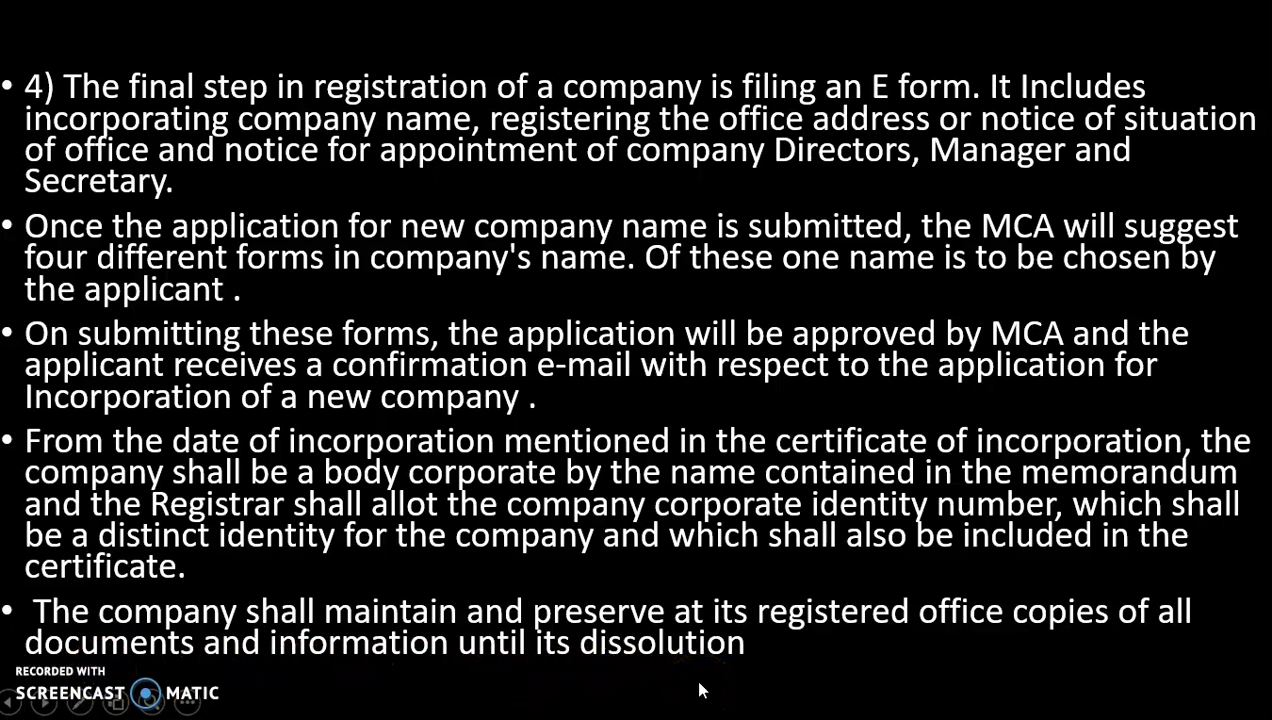 • 4) The final step in registration of a company is filing an E form. It Includes
incorporating company name, registering the office address or notice of situation
of office and notice for appointment of company Directors, Manager and
Secretary.
• Once the application for new company name is submitted, the MCA will suggest
four different forms in company's name. Of these one name is to be chosen by
the applicant .
• On submitting these forms, the application will be approved by MCA and the
applicant receives a confirmation e-mail with respect to the application for
Incorporation of a new company .
• From the date of incorporation mentioned in the certificate of incorporation, the
company shall be a body corporate by the name contained in the memorandum
and the Registrar shall allot the company corporate identity number, which shall
be a distinct identity for the company and which shall also be included in the
certificate.
• The company shall maintain and preserve at its registered office copies of all
documents and information until its dissolution
RECORDED WITH
SCREENCAST MATIC